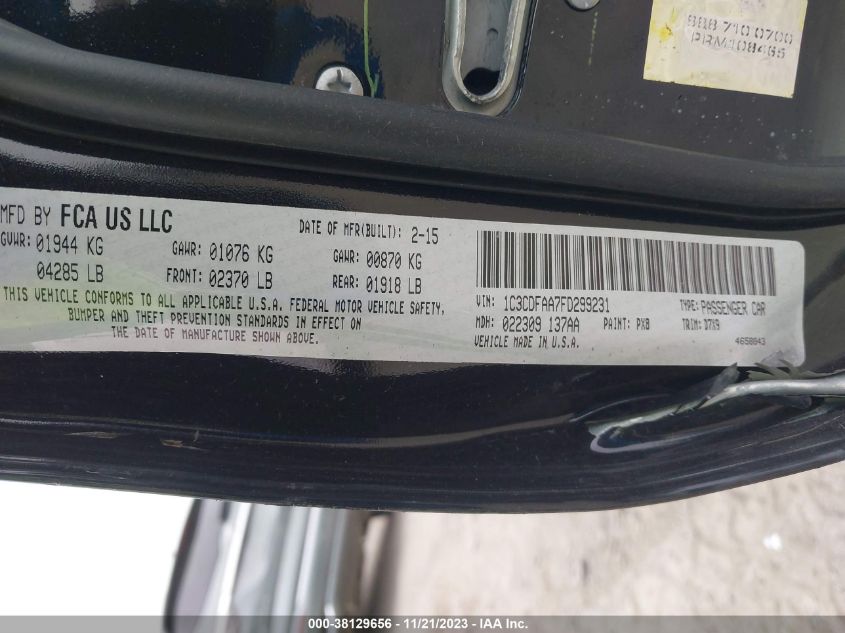 888 710 0700
PRM108465
MFD BY FCA US LLC
DATE OF MFR(BUILT): 2-15
GVWR: 01944 KG
GAWR: 01076 KG
GAWR: 00870 KG
04285 LB
FRONT: 02370 LB
REAR: 01918 LB
THIS VEHICLE CONFORMS TO ALL APPLICABLE U.S.A. FEDERAL MOTOR VEHICLE SAFETY,
BUMPER AND THEFT PREVENTION STANDARDS IN EFFECT ON
THE DATE OF MANUFACTURE SHOWN ABOVE.
VIN: 1C3CDFAA7FD299231
TYPE: PASSENGER CAR
MDH: 022309 137AA
PAINT: PXB
TRIM: D7X9
VEHICLE MADE IN U.S.A.
4658843
000-38129656 - 11/21/2023 - IAA Inc.